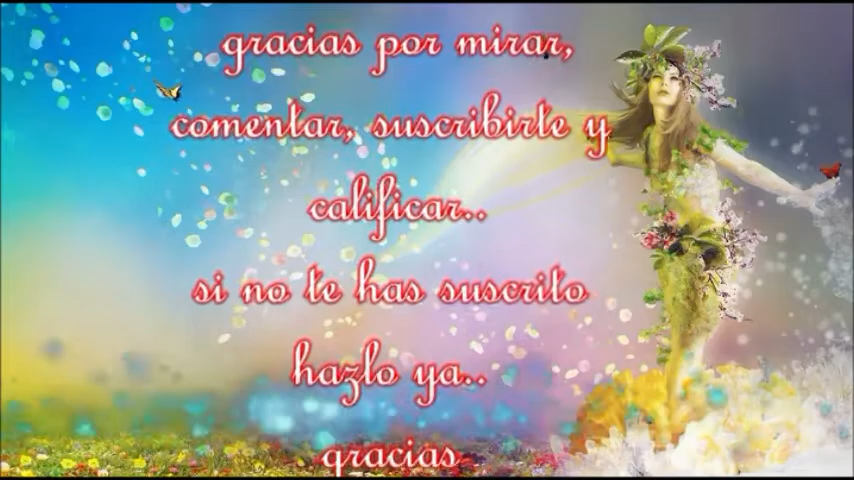 gracias por mirar,
comentar, suscribirte y
calificar..
si no te has suscrito
hazlo ya..
gracias